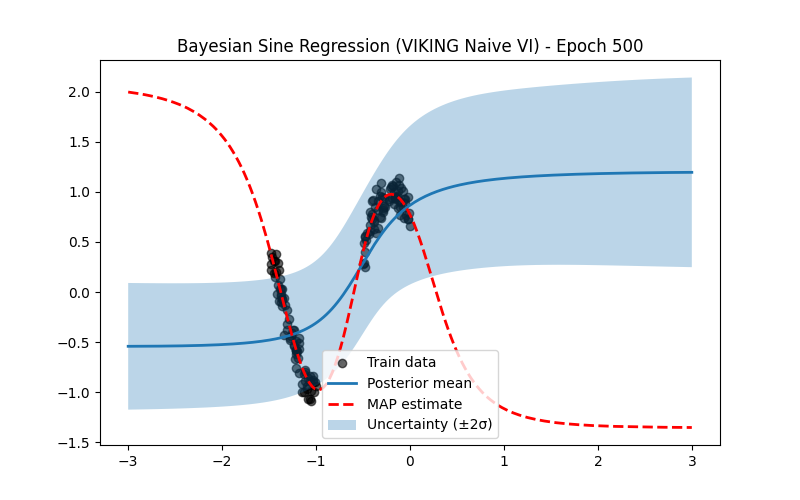 Bayesian Sine Regression (VIKING Naive VI) - Epoch 500
2.0
1.5
1.0
0.5
0.0
−0.5
−1.0
−1.5
Train data
Posterior mean
MAP estimate
Uncertainty (±2σ)
−3 −2 −1 0 1 2 3